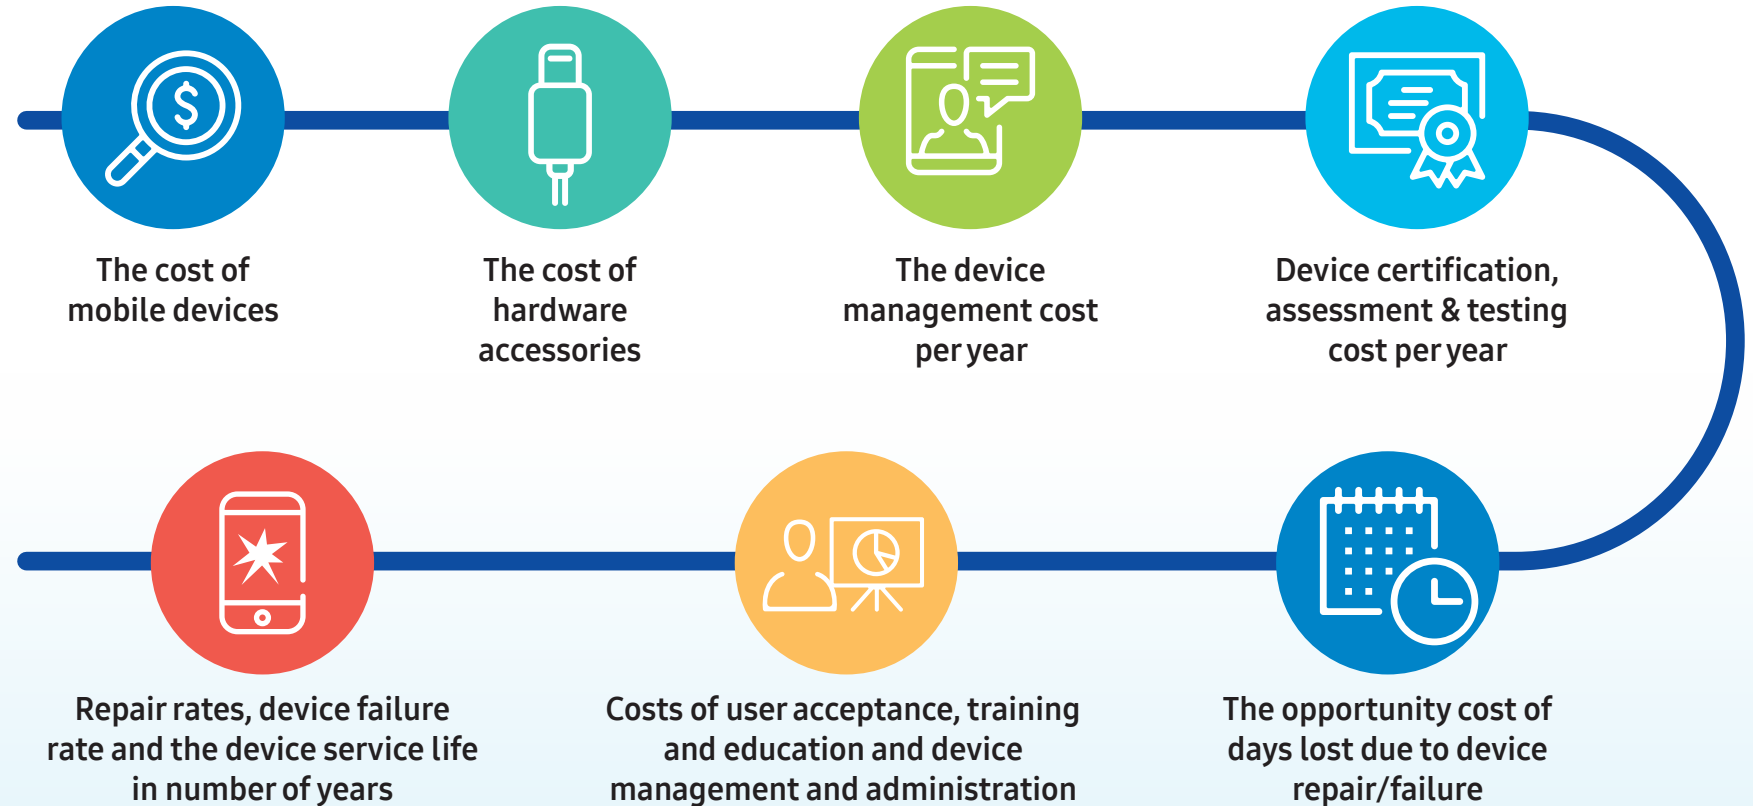 The cost of
mobile devices
The cost of
hardware
accessories
The device
management cost
per year
Device certification,
assessment & testing
cost per year
Repair rates, device failure
rate and the device service life
in number of years
Costs of user acceptance, training
and education and device
management and administration
The opportunity cost of
days lost due to device
repair/failure